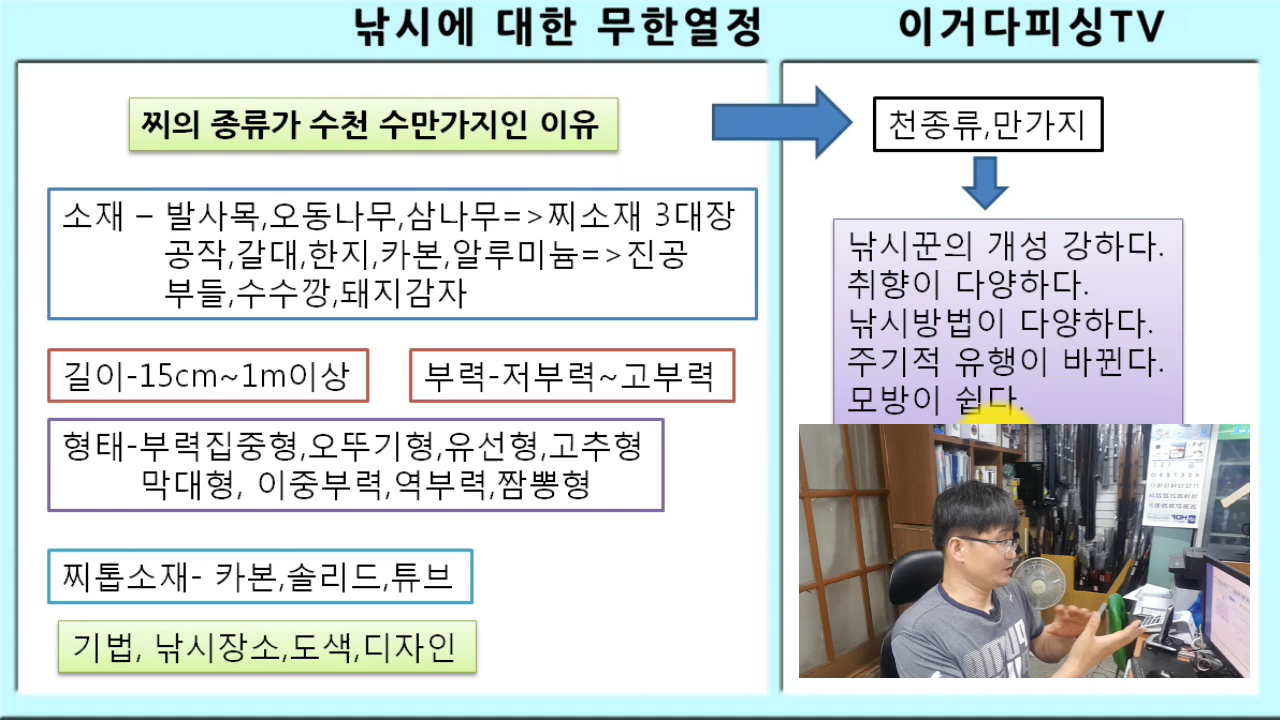 낚시에 대한 무한열정
이거다피싱TV
찌의 종류가 수천 수만가지인 이유
천종류,만가지
소재 – 발사목,오동나무,삼나무=>찌소재 3대장
공작,갈대,한지,카본,알루미늄=>진공
부들,수수깡,돼지감자
길이-15cm~1m이상
부력-저부력~고부력
형태-부력집중형,오뚜기형,유선형,고추형
막대형, 이중부력,역부력,짬뽕형
찌톱소재- 카본,솔리드,튜브
기법, 낚시장소,도색,디자인
낚시꾼의 개성 강하다.
취향이 다양하다.
낚시방법이 다양하다.
주기적 유행이 바뀐다.
모방이 쉽다.